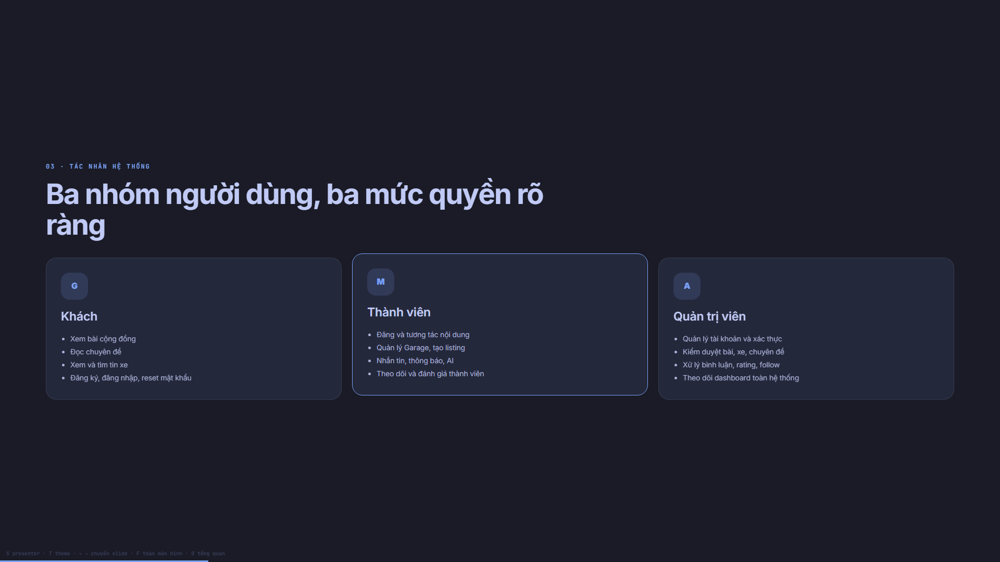 03 · TÁC NHÂN HỆ THỐNG
Ba nhóm người dùng, ba mức quyền rõ
ràng
G
Khách
• Xem bài cộng đồng
• Đọc chuyên đề
• Xem và tìm tin xe
• Đăng ký, đăng nhập, reset mật khẩu
M
Thành viên
• Đăng và tương tác nội dung
• Quản lý Garage, tạo listing
• Nhắn tin, thông báo, AI
• Theo dõi và đánh giá thành viên
A
Quản trị viên
• Quản lý tài khoản và xác thực
• Kiểm duyệt bài, xe, chuyên đề
• Xử lý bình luận, rating, follow
• Theo dõi dashboard toàn hệ thống
S presenter · T theme · ← → chuyển slide · F toàn màn hình · O tổng quan